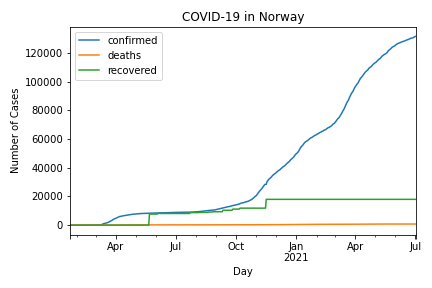 COVID-19 in Norway
confirmed
deaths
recovered
Number of Cases
120000
100000
80000
60000
40000
20000
0
Apr
Jul
Oct
Jan
2021
Apr
Jul
Day